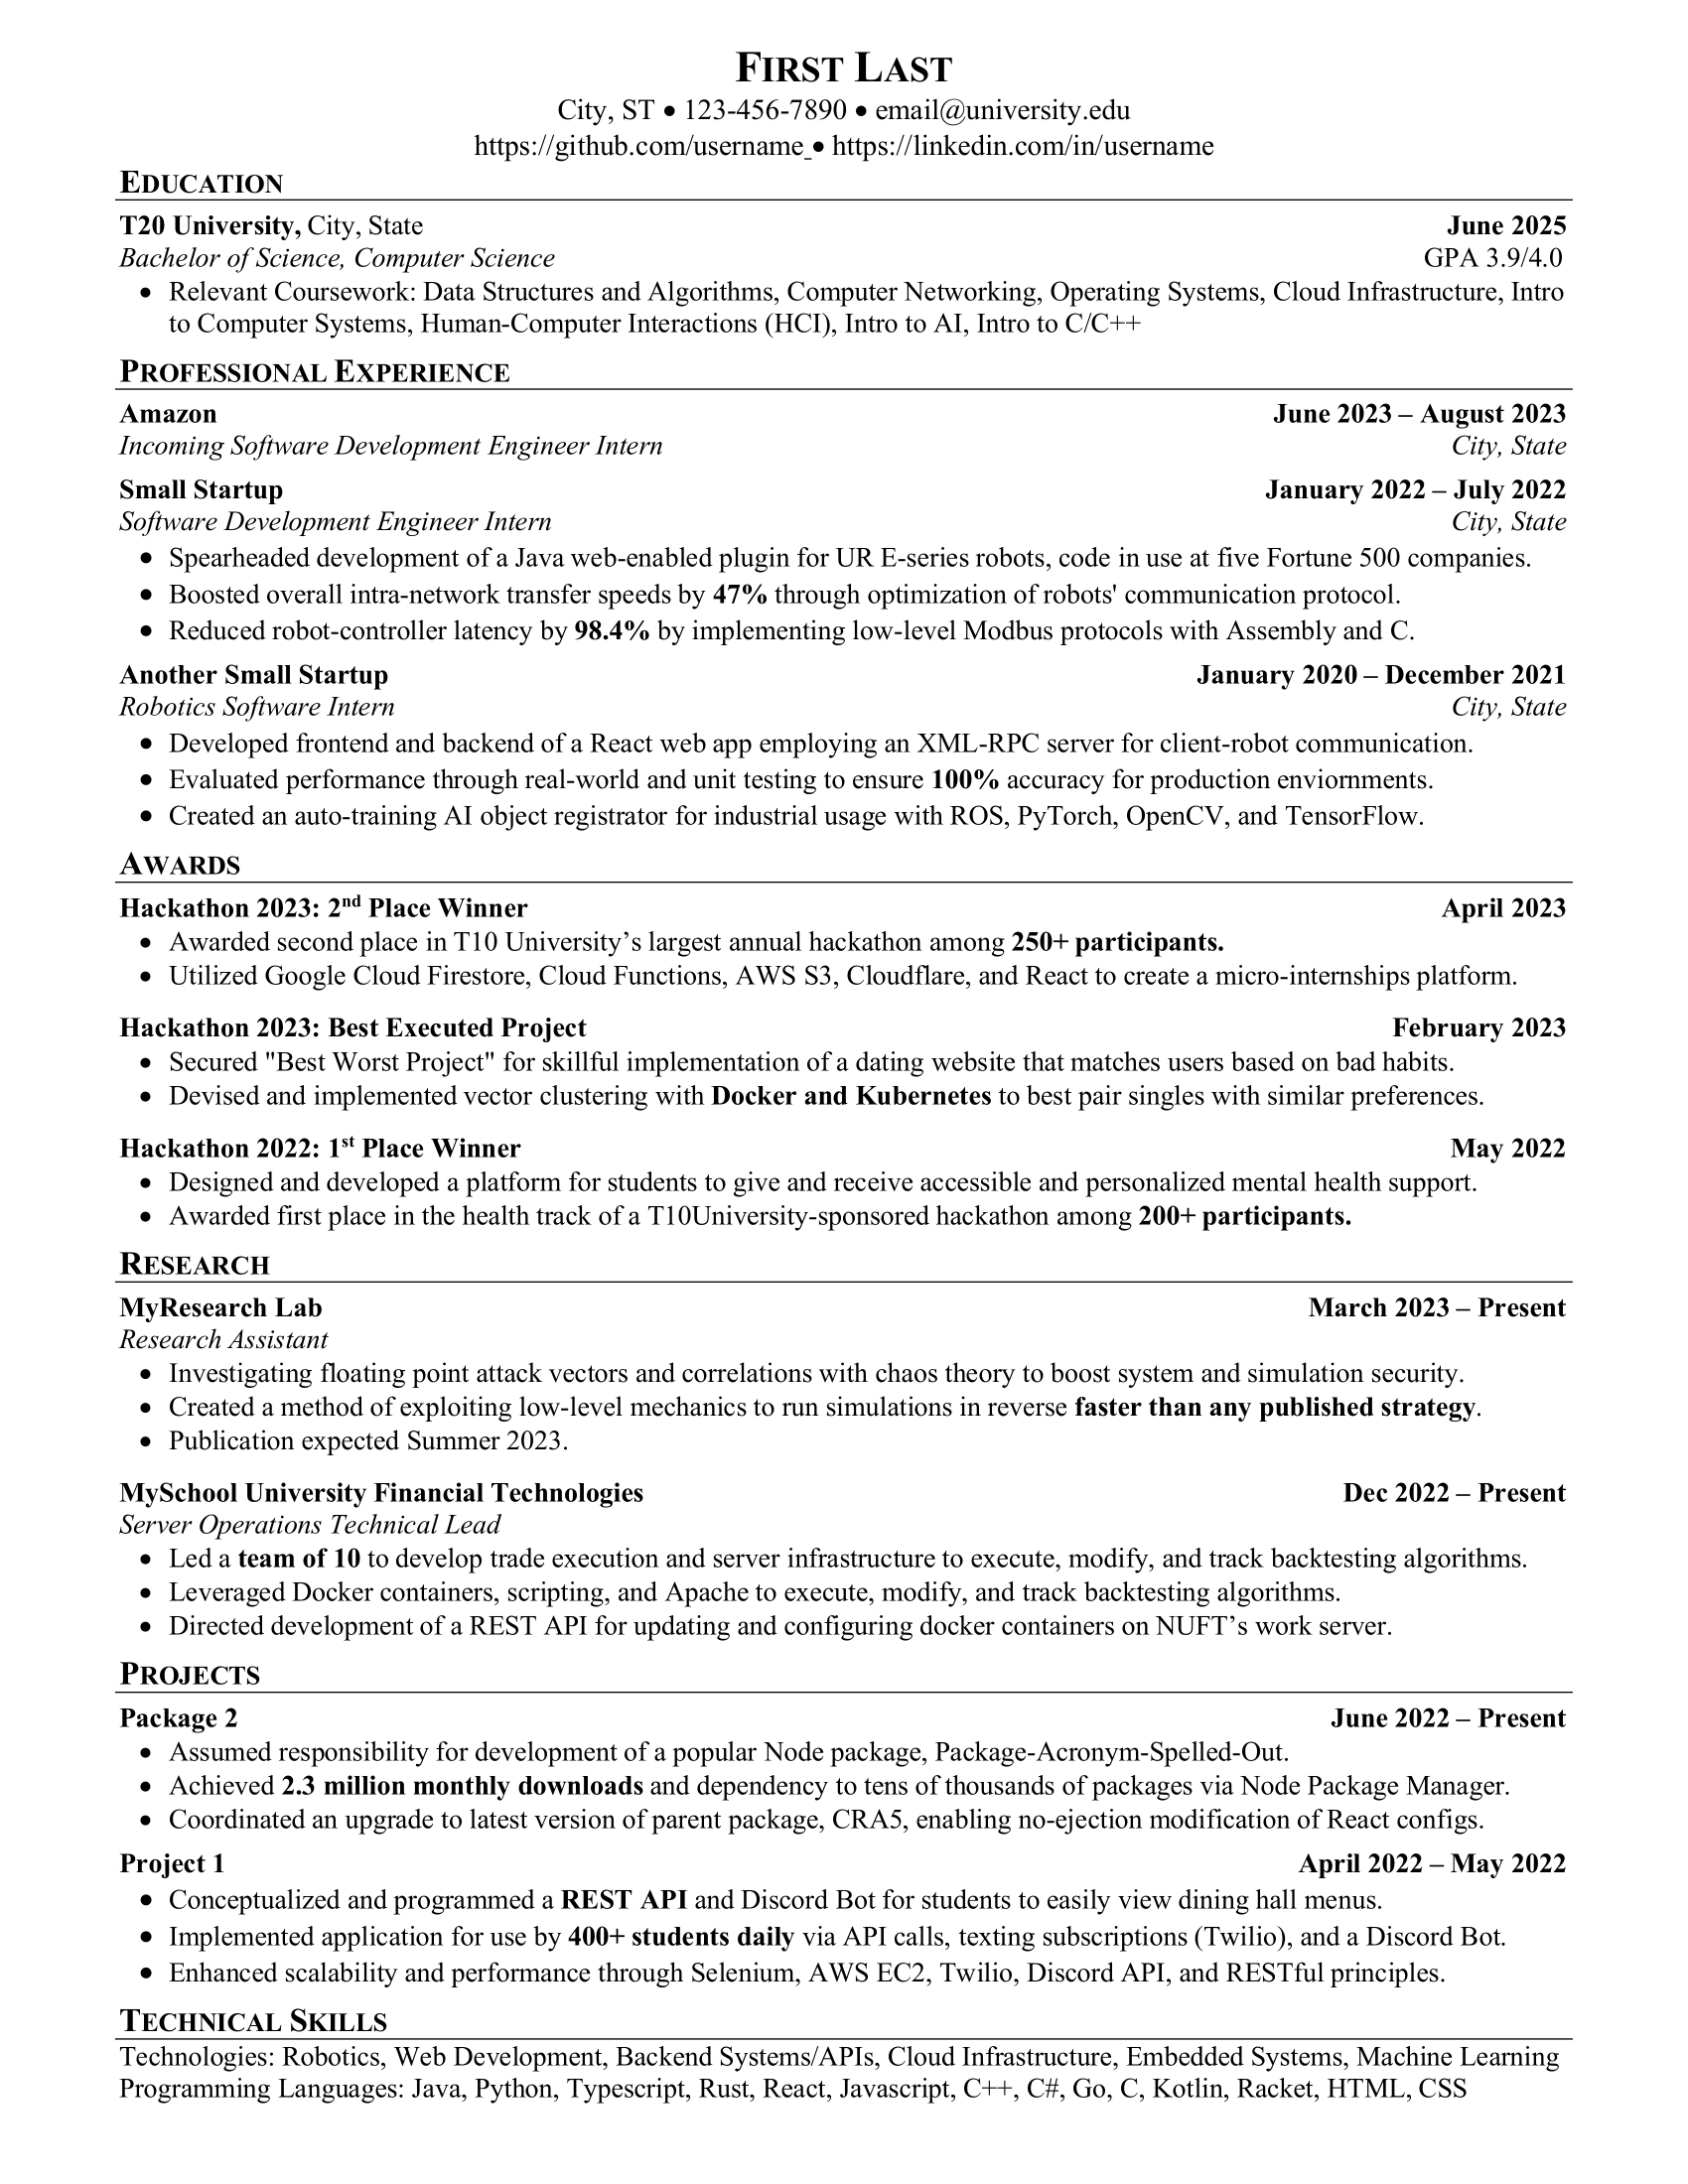 FIRST LAST
City, ST • 123-456-7890 • email@university.edu
https://github.com/username • https://linkedin.com/in/username
EDUCATION
T20 University, City, State June 2025
Bachelor of Science, Computer Science GPA 3.9/4.0
• Relevant Coursework: Data Structures and Algorithms, Computer Networking, Operating Systems, Cloud Infrastructure, Intro
to Computer Systems, Human-Computer Interactions (HCI), Intro to AI, Intro to C/C++
PROFESSIONAL EXPERIENCE
Amazon June 2023 – August 2023
Incoming Software Development Engineer Intern City, State
Small Startup January 2022 – July 2022
Software Development Engineer Intern City, State
• Spearheaded development of a Java web-enabled plugin for UR E-series robots, code in use at five Fortune 500 companies.
• Boosted overall intra-network transfer speeds by 47% through optimization of robots' communication protocol.
• Reduced robot-controller latency by 98.4% by implementing low-level Modbus protocols with Assembly and C.
Another Small Startup January 2020 – December 2021
Robotics Software Intern City, State
• Developed frontend and backend of a React web app employing an XML-RPC server for client-robot communication.
• Evaluated performance through real-world and unit testing to ensure 100% accuracy for production enviornments.
• Created an auto-training AI object registrator for industrial usage with ROS, PyTorch, OpenCV, and TensorFlow.
AWARDS
Hackathon 2023: 2nd Place Winner April 2023
• Awarded second place in T10 University’s largest annual hackathon among 250+ participants.
• Utilized Google Cloud Firestore, Cloud Functions, AWS S3, Cloudflare, and React to create a micro-internships platform.
Hackathon 2023: Best Executed Project February 2023
• Secured "Best Worst Project" for skillful implementation of a dating website that matches users based on bad habits.
• Devised and implemented vector clustering with Docker and Kubernetes to best pair singles with similar preferences.
Hackathon 2022: 1st Place Winner May 2022
• Designed and developed a platform for students to give and receive accessible and personalized mental health support.
• Awarded first place in the health track of a T10University-sponsored hackathon among 200+ participants.
RESEARCH
MyResearch Lab March 2023 – Present
Research Assistant
• Investigating floating point attack vectors and correlations with chaos theory to boost system and simulation security.
• Created a method of exploiting low-level mechanics to run simulations in reverse faster than any published strategy.
• Publication expected Summer 2023.
MySchool University Financial Technologies Dec 2022 – Present
Server Operations Technical Lead
• Led a team of 10 to develop trade execution and server infrastructure to execute, modify, and track backtesting algorithms.
• Leveraged Docker containers, scripting, and Apache to execute, modify, and track backtesting algorithms.
• Directed development of a REST API for updating and configuring docker containers on NUFT’s work server.
PROJECTS
Package 2 June 2022 – Present
• Assumed responsibility for development of a popular Node package, Package-Acronym-Spelled-Out.
• Achieved 2.3 million monthly downloads and dependency to tens of thousands of packages via Node Package Manager.
• Coordinated an upgrade to latest version of parent package, CRA5, enabling no-ejection modification of React configs.
Project 1 April 2022 – May 2022
• Conceptualized and programmed a REST API and Discord Bot for students to easily view dining hall menus.
• Implemented application for use by 400+ students daily via API calls, texting subscriptions (Twilio), and a Discord Bot.
• Enhanced scalability and performance through Selenium, AWS EC2, Twilio, Discord API, and RESTful principles.
TECHNICAL SKILLS
Technologies: Robotics, Web Development, Backend Systems/APIs, Cloud Infrastructure, Embedded Systems, Machine Learning
Programming Languages: Java, Python, Typescript, Rust, React, Javascript, C++, C#, Go, C, Kotlin, Racket, HTML, CSS